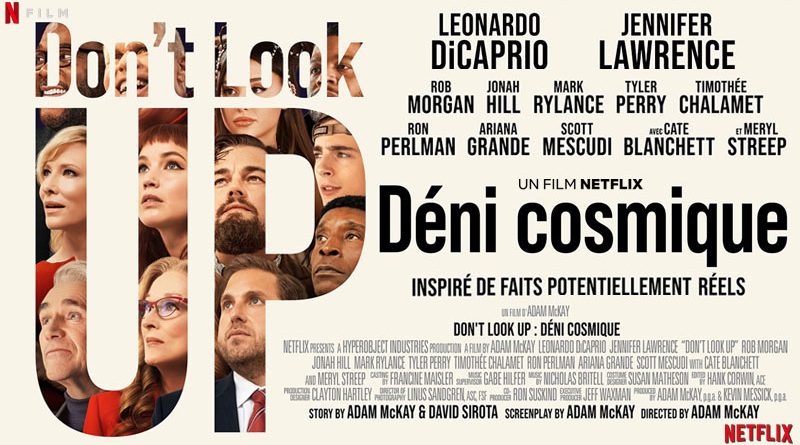 N FILM
Don't Look
UP
LEONARDO DiCAPRIO
JENNIFER LAWRENCE
ROB MORGAN
JONAH HILL
MARK RYLANCE
TYLER PERRY
TIMOTHÉE CHALAMET
RON PERLMAN
ARIANA GRANDE
SCOTT MESCUDI
AVEC CATE BLANCHETT
ET MERYL STREEP
UN FILM NETFLIX
Déni cosmique
INSPIRÉ DE FAITS POTENTIELLEMENT RÉELS
UN FILM D'ADAM McKAY
DON'T LOOK UP : DÉNI COSMIQUE
NETFLIX PRESENTS A HYPEROBJECT INDUSTRIES PRODUCTION A FILM BY ADAM McKAY LEONARDO DiCAPRIO JENNIFER LAWRENCE "DON'T LOOK UP" ROB MORGAN
JONAH HILL MARK RYLANCE TYLER PERRY TIMOTHÉE CHALAMET RON PERLMAN ARIANA GRANDE SCOTT MESCUDI WITH CATE BLANCHETT
AND MERYL STREEP CASTING BY FRANCINE MAISLER MUSIC SUPERVISOR GABE HILFER MUSIC BY NICHOLAS BRITELL COSTUME DESIGNER SUSAN MATHESON EDITED BY HANK CORWIN, ACE
PRODUCTION DESIGNER CLAYTON HARTLEY DIRECTOR OF PHOTOGRAPHY LINUS SANDGREN, ASC, FSF CO-PRODUCER RON SUSKIND EXECUTIVE PRODUCER JEFF WAXMAN PRODUCED BY ADAM McKAY, p.g.a. & KEVIN MESSICK, p.g.a.
STORY BY ADAM McKAY & DAVID SIROTA SCREENPLAY BY ADAM McKAY DIRECTED BY ADAM McKAY
NETFLIX